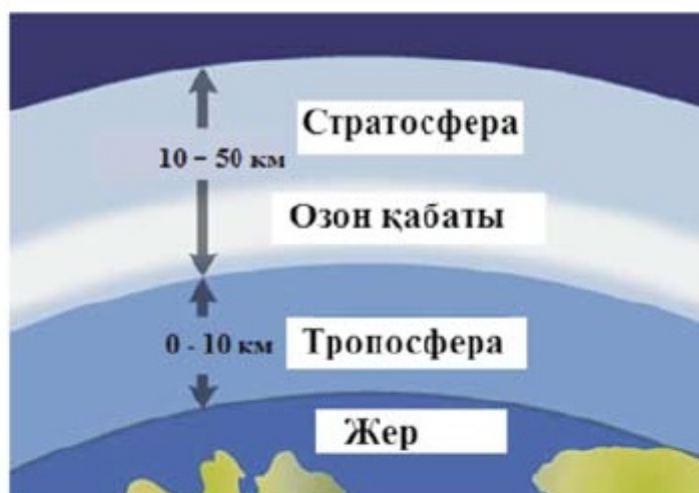 Стратосфера
10 – 50 км
Озон қабаты
0 - 10 км
Тропосфера
Жер